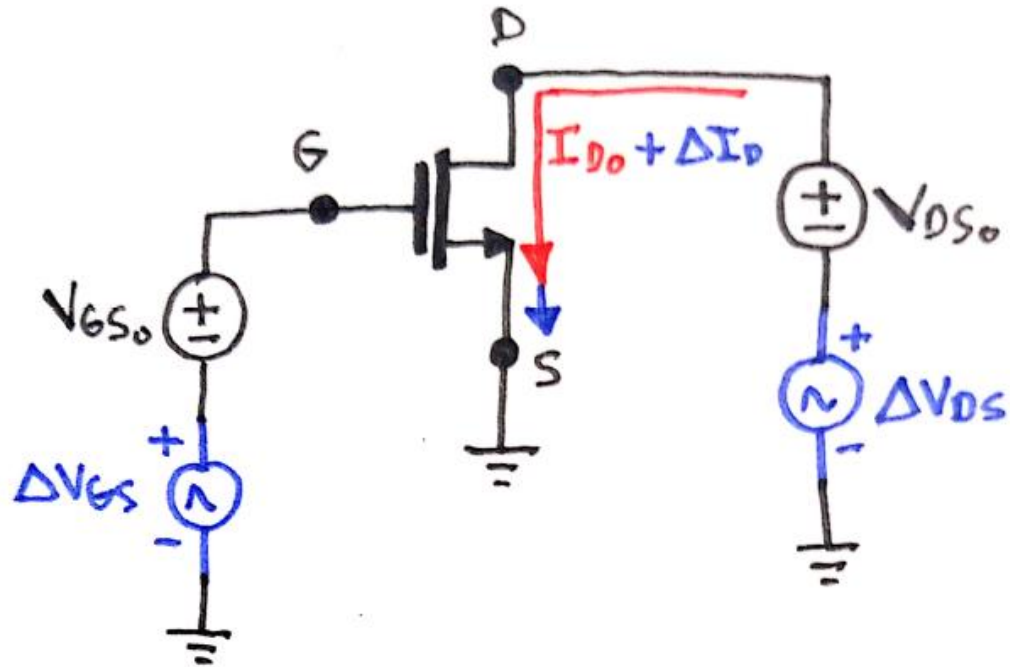 D
G
I_D₀ + ΔI_D
+
−
V_DS₀
V_GS₀
+
−
S
+
ΔV_DS
−
+
ΔV_GS
−